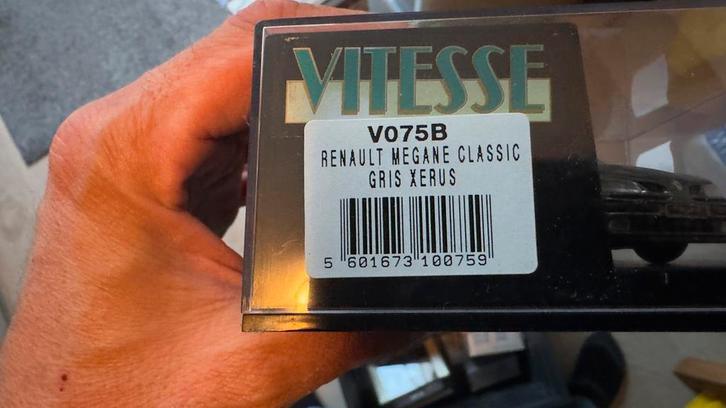 VITESSE
V075B
RENAULT MEGANE CLASSIC
GRIS XERUS
5 601673 100759